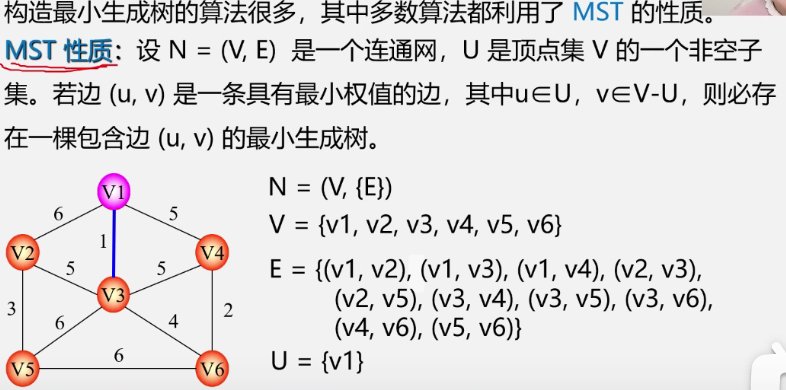 构造最小生成树的算法很多，其中多数算法都利用了 MST 的性质。
MST 性质：设 N = (V, E) 是一个连通网，U 是顶点集 V 的一个非空子
集。若边 (u, v) 是一条具有最小权值的边，其中u∈U，v∈V-U，则必存
在一棵包含边 (u, v) 的最小生成树。
V1
6
5
1
V2
V4
5
5
V3
3
2
6
4
V5
6
V6
N = (V, {E})
V = {v1, v2, v3, v4, v5, v6}
E = {(v1, v2), (v1, v3), (v1, v4), (v2, v3),
(v2, v5), (v3, v4), (v3, v5), (v3, v6),
(v4, v6), (v5, v6)}
U = {v1}